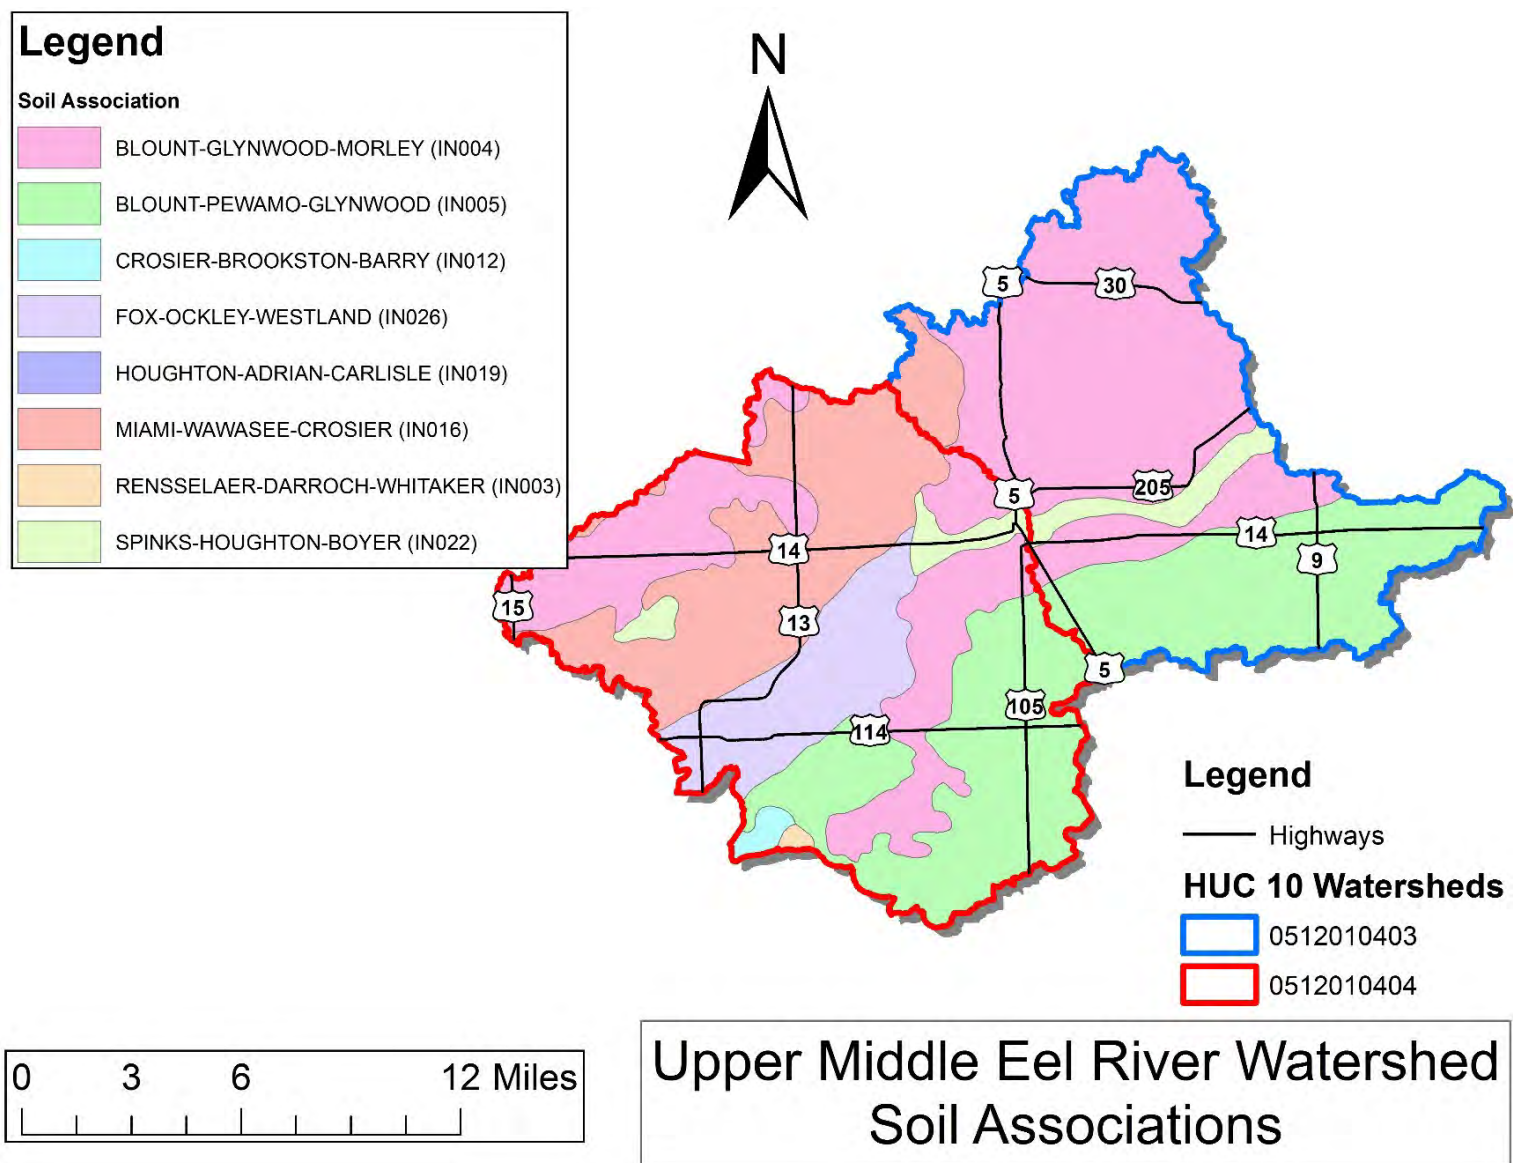 Legend
Soil Association
BLOUNT-GLYNWOOD-MORLEY (IN004)
BLOUNT-PEWAMO-GLYNWOOD (IN005)
CROSIER-BROOKSTON-BARRY (IN012)
FOX-OCKLEY-WESTLAND (IN026)
HOUGHTON-ADRIAN-CARLISLE (IN019)
MIAMI-WAWASEE-CROSIER (IN016)
RENSSELAER-DARROCH-WHITAKER (IN003)
SPINKS-HOUGHTON-BOYER (IN022)
N
5
30
5
205
14
14
9
15
13
5
105
114
Legend
Highways
HUC 10 Watersheds
0512010403
0512010404
0 3 6 12 Miles
Upper Middle Eel River Watershed
Soil Associations